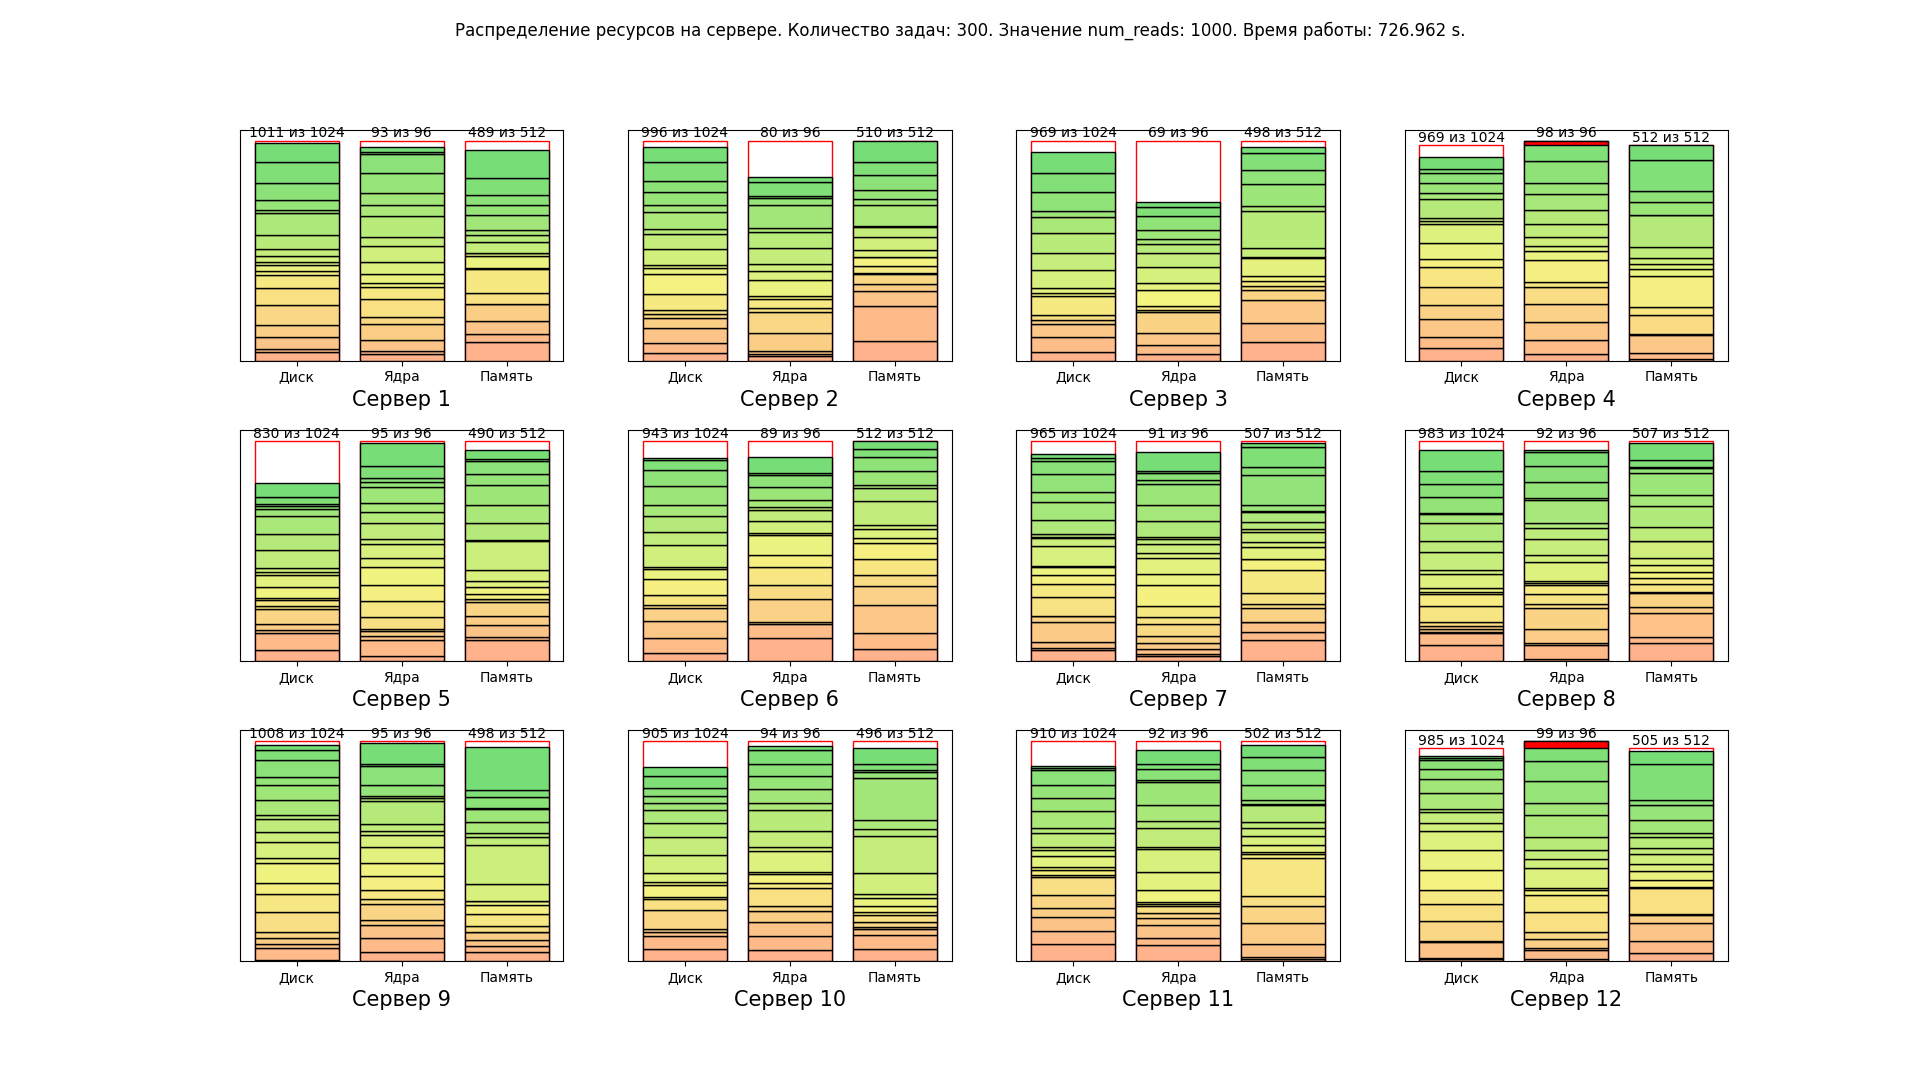 Распределение ресурсов на сервере. Количество задач: 300. Значение num_reads: 1000. Время работы: 726.962 s.
1011 из 1024 93 из 96 489 из 512
Диск Ядра Память
Сервер 1
996 из 1024 80 из 96 510 из 512
Диск Ядра Память
Сервер 2
969 из 1024 69 из 96 498 из 512
Диск Ядра Память
Сервер 3
969 из 1024 98 из 96 512 из 512
Диск Ядра Память
Сервер 4
830 из 1024 95 из 96 490 из 512
Диск Ядра Память
Сервер 5
943 из 1024 89 из 96 512 из 512
Диск Ядра Память
Сервер 6
965 из 1024 91 из 96 507 из 512
Диск Ядра Память
Сервер 7
983 из 1024 92 из 96 507 из 512
Диск Ядра Память
Сервер 8
1008 из 1024 95 из 96 498 из 512
Диск Ядра Память
Сервер 9
905 из 1024 94 из 96 496 из 512
Диск Ядра Память
Сервер 10
910 из 1024 92 из 96 502 из 512
Диск Ядра Память
Сервер 11
985 из 1024 99 из 96 505 из 512
Диск Ядра Память
Сервер 12